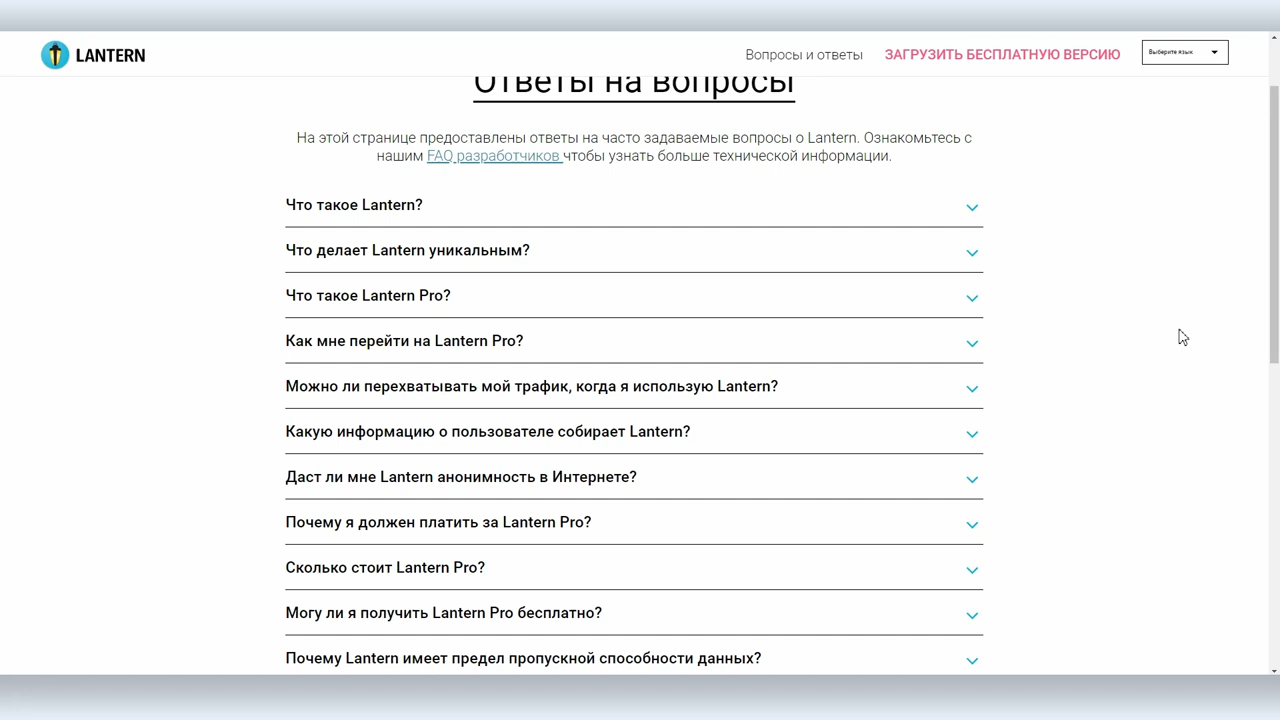 LANTERN
Вопросы и ответы
ЗАГРУЗИТЬ БЕСПЛАТНУЮ ВЕРСИЮ
Выберите язык
Ответы на вопросы
На этой странице предоставлены ответы на часто задаваемые вопросы о Lantern. Ознакомьтесь с
нашим FAQ разработчиков чтобы узнать больше технической информации.
Что такое Lantern?
Что делает Lantern уникальным?
Что такое Lantern Pro?
Как мне перейти на Lantern Pro?
Можно ли перехватывать мой трафик, когда я использую Lantern?
Какую информацию о пользователе собирает Lantern?
Даст ли мне Lantern анонимность в Интернете?
Почему я должен платить за Lantern Pro?
Сколько стоит Lantern Pro?
Могу ли я получить Lantern Pro бесплатно?
Почему Lantern имеет предел пропускной способности данных?